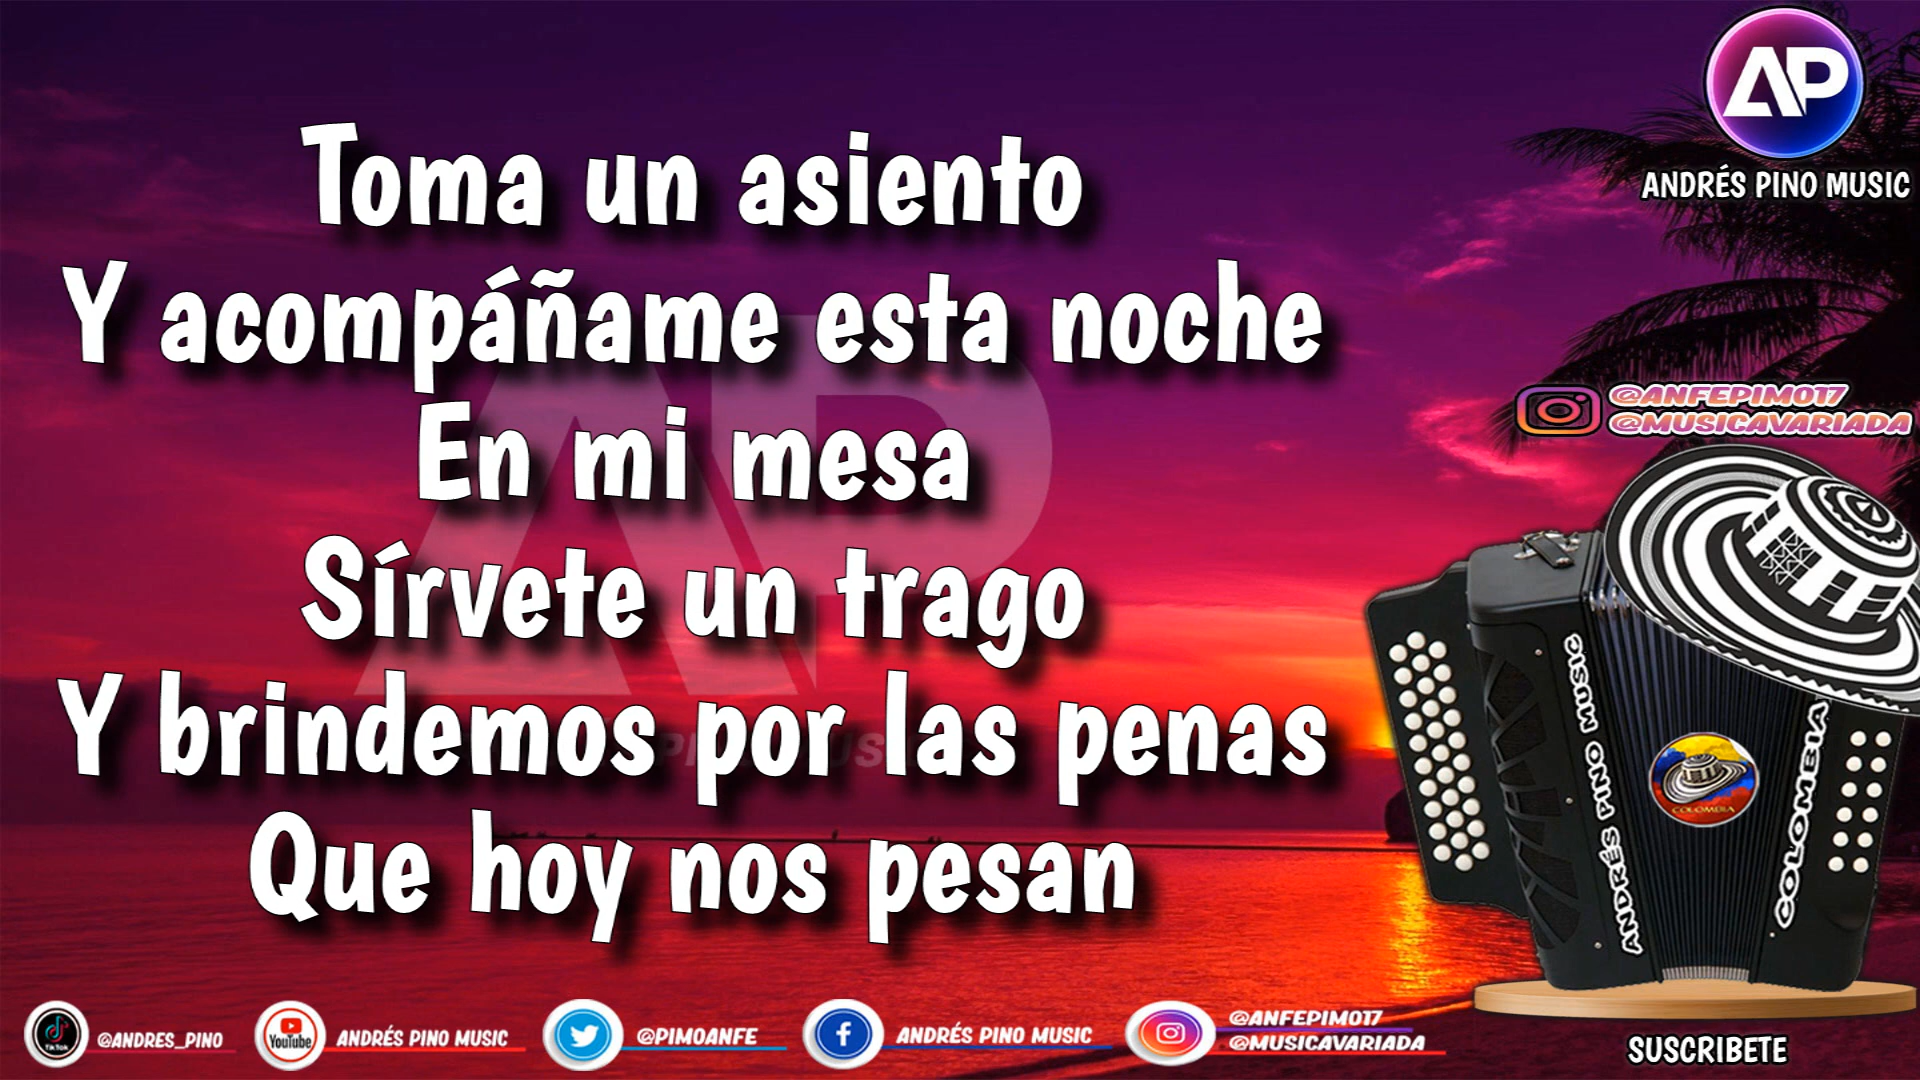 AP
ANDRÉS PINO MUSIC
Toma un asiento
Y acompáñame esta noche
En mi mesa
Sírvete un trago
Y brindemos por las penas
Que hoy nos pesan
@ANFEPIMO17
@MUSICAVARIADA
ANDRÉS PINO MUSIC
COLOMBIA
COLOMBIA
TikTok
@ANDRES_PINO
YouTube
ANDRÉS PINO MUSIC
@PIMOANFE
ANDRÉS PINO MUSIC
@ANFEPIMO17
@MUSICAVARIADA
SUSCRIBETE